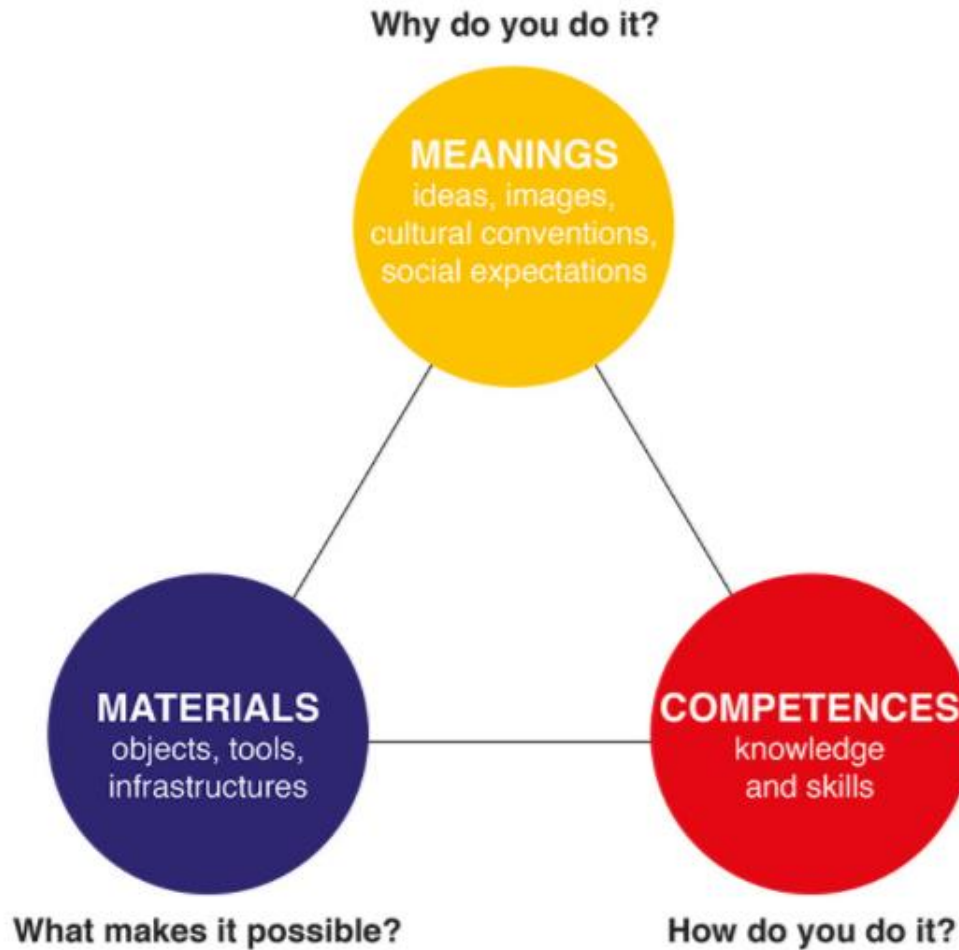 Why do you do it?
MEANINGS
ideas, images,
cultural conventions,
social expectations
MATERIALS
objects, tools,
infrastructures
COMPETENCES
knowledge
and skills
What makes it possible?
How do you do it?